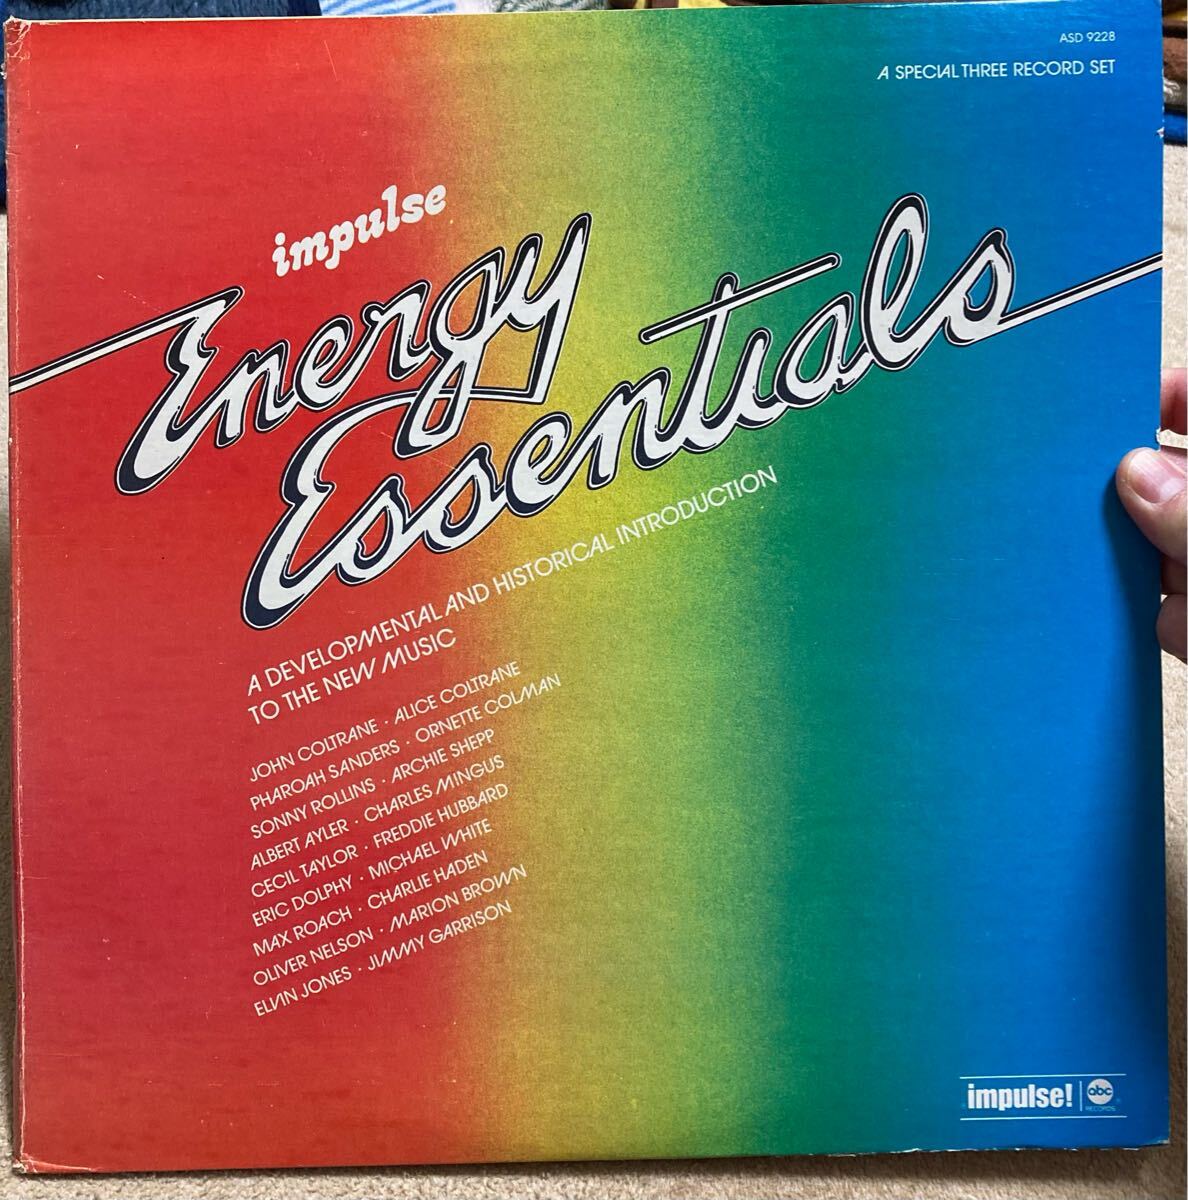 ASD 9228
A SPECIAL THREE RECORD SET
impulse
Energy
Essentials
A DEVELOPMENTAL AND HISTORICAL INTRODUCTION
TO THE NEW MUSIC
JOHN COLTRANE · ALICE COLTRANE
PHAROAH SANDERS · ORNETTE COLMAN
SONNY ROLLINS · ARCHIE SHEPP
ALBERT AYLER · CHARLES MINGUS
CECIL TAYLOR · FREDDIE HUBBARD
ERIC DOLPHY · MICHAEL WHITE
MAX ROACH · CHARLIE HADEN
OLIVER NELSON · MARION BROWN
ELVIN JONES · JIMMY GARRISON
impulse! abc
RECORDS